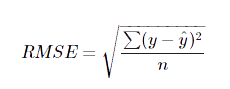 RMSE = √(∑(y − ŷ)² / n)